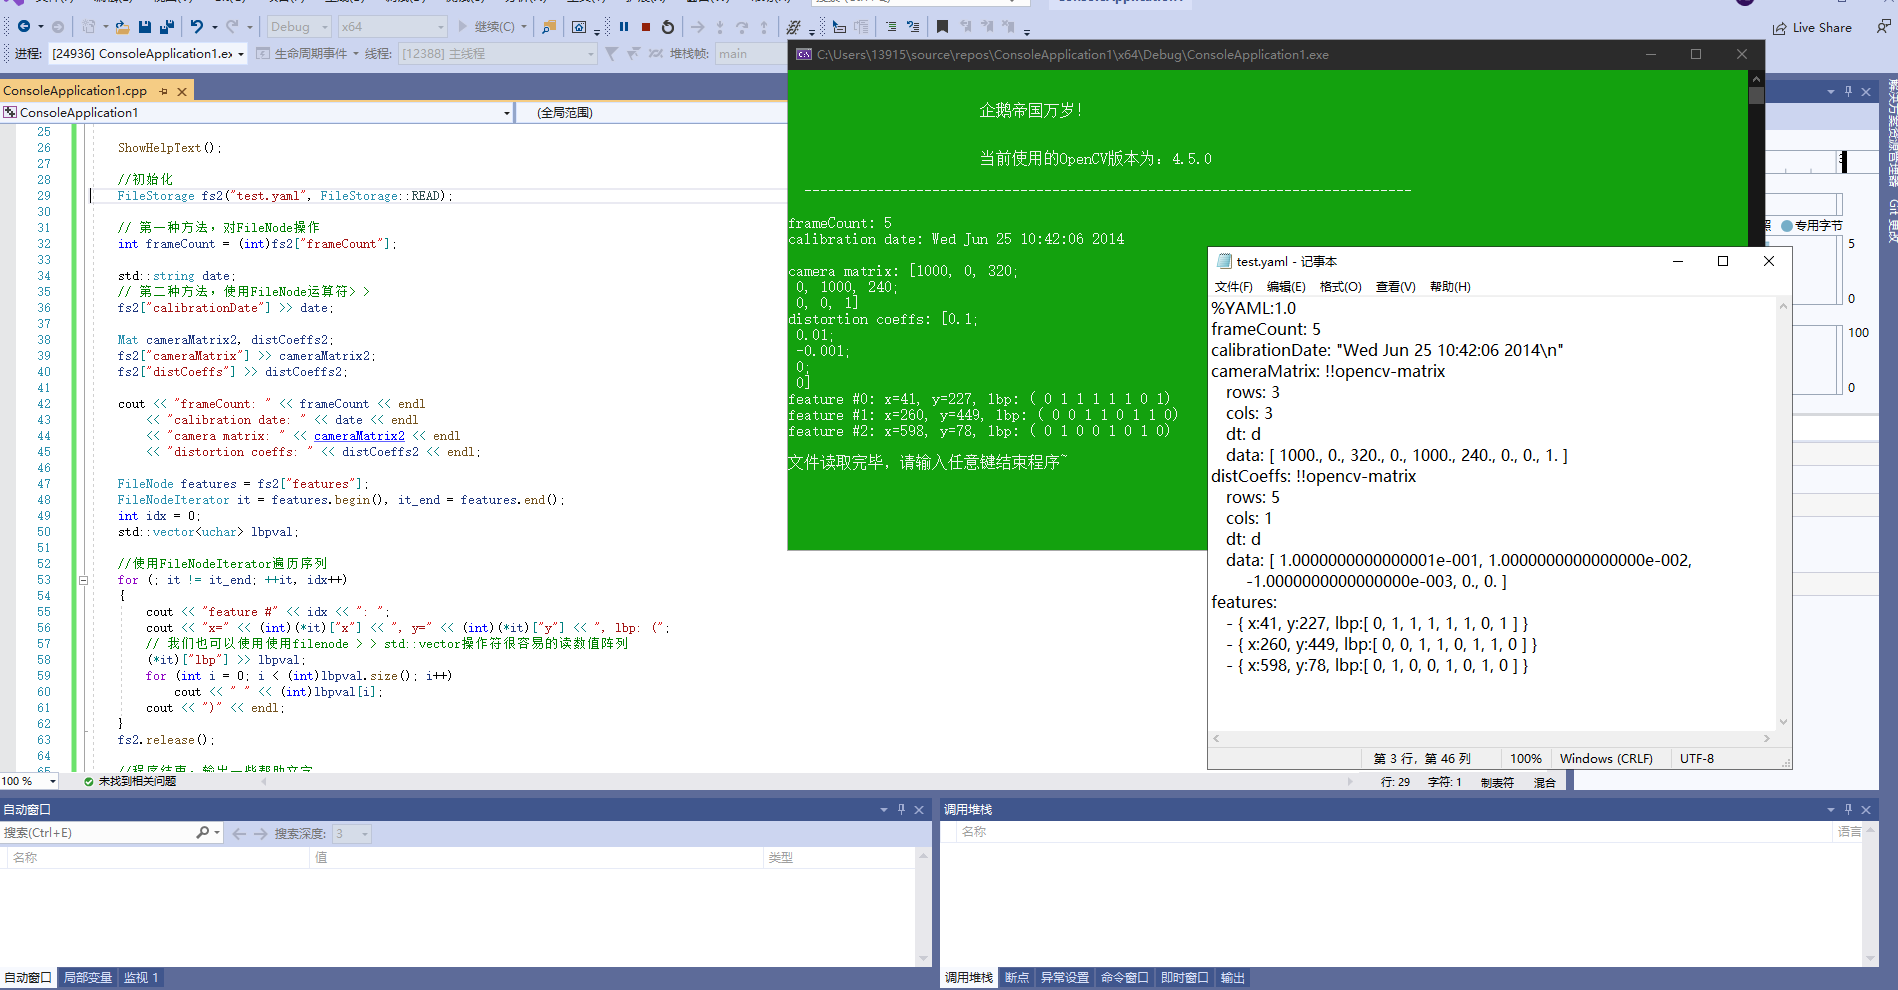 Debug
x64
继续(C)
Live Share
进程:
[24936] ConsoleApplication1.ex
生命周期事件
线程:
[12388] 主线程
堆栈帧:
main
ConsoleApplication1.cpp
ConsoleApplication1
(全局范围)
25
26 ShowHelpText();
27
28 //初始化
29 FileStorage fs2("test.yaml", FileStorage::READ);
30
31 // 第一种方法，对FileNode操作
32 int frameCount = (int)fs2["frameCount"];
33
34 std::string date;
35 // 第二种方法，使用FileNode运算符> >
36 fs2["calibrationDate"] >> date;
37
38 Mat cameraMatrix2, distCoeffs2;
39 fs2["cameraMatrix"] >> cameraMatrix2;
40 fs2["distCoeffs"] >> distCoeffs2;
41
42 cout << "frameCount: " << frameCount << endl
43 << "calibration date: " << date << endl
44 << "camera matrix: " << cameraMatrix2 << endl
45 << "distortion coeffs: " << distCoeffs2 << endl;
46
47 FileNode features = fs2["features"];
48 FileNodeIterator it = features.begin(), it_end = features.end();
49 int idx = 0;
50 std::vector<uchar> lbpval;
51
52 //使用FileNodeIterator遍历序列
53 for (; it != it_end; ++it, idx++)
54 {
55 cout << "feature #" << idx << ": ";
56 cout << "x=" << (int)(*it)["x"] << ", y=" << (int)(*it)["y"] << ", lbp: (";
57 // 我们也可以使用使用filenode > > std::vector操作符很容易的读数值阵列
58 (*it)["lbp"] >> lbpval;
59 for (int i = 0; i < (int)lbpval.size(); i++)
60 cout << " " << (int)lbpval[i];
61 cout << ")" << endl;
62 }
63 fs2.release();
64
65 //程序结束，输出一些帮助文字
100 %
未找到相关问题
行: 29
字符: 1
制表符
混合
C:\Users\13915\source\repos\ConsoleApplication1\x64\Debug\ConsoleApplication1.exe
企鹅帝国万岁！
当前使用的OpenCV版本为: 4.5.0
----------------------------------------------------------------------------
frameCount: 5
calibration date: Wed Jun 25 10:42:06 2014
camera matrix: [1000, 0, 320;
0, 1000, 240;
0, 0, 1]
distortion coeffs: [0.1;
0.01;
-0.001;
0;
0]
feature #0: x=41, y=227, lbp: ( 0 1 1 1 1 1 0 1)
feature #1: x=260, y=449, lbp: ( 0 0 1 1 0 1 1 0)
feature #2: x=598, y=78, lbp: ( 0 1 0 0 1 0 1 0)
文件读取完毕，请输入任意键结束程序~
test.yaml - 记事本
文件(F) 编辑(E) 格式(O) 查看(V) 帮助(H)
%YAML:1.0
frameCount: 5
calibrationDate: "Wed Jun 25 10:42:06 2014\n"
cameraMatrix: !!opencv-matrix
rows: 3
cols: 3
dt: d
data: [ 1000., 0., 320., 0., 1000., 240., 0., 0., 1. ]
distCoeffs: !!opencv-matrix
rows: 5
cols: 1
dt: d
data: [ 1.0000000000000001e-001, 1.0000000000000000e-002,
-1.0000000000000000e-003, 0., 0. ]
features:
- { x:41, y:227, lbp:[ 0, 1, 1, 1, 1, 1, 0, 1 ] }
- { x:260, y:449, lbp:[ 0, 0, 1, 1, 0, 1, 1, 0 ] }
- { x:598, y:78, lbp:[ 0, 1, 0, 0, 1, 0, 1, 0 ] }
第 3 行，第 46 列
100%
Windows (CRLF)
UTF-8
专用字节
5
0
100
0
解决方案资源管理器
Git 更改
自动窗口
搜索(Ctrl+E)
搜索深度:
3
名称
值
类型
自动窗口 局部变量 监视 1
调用堆栈
名称
语言
调用堆栈 断点 异常设置 命令窗口 即时窗口 输出